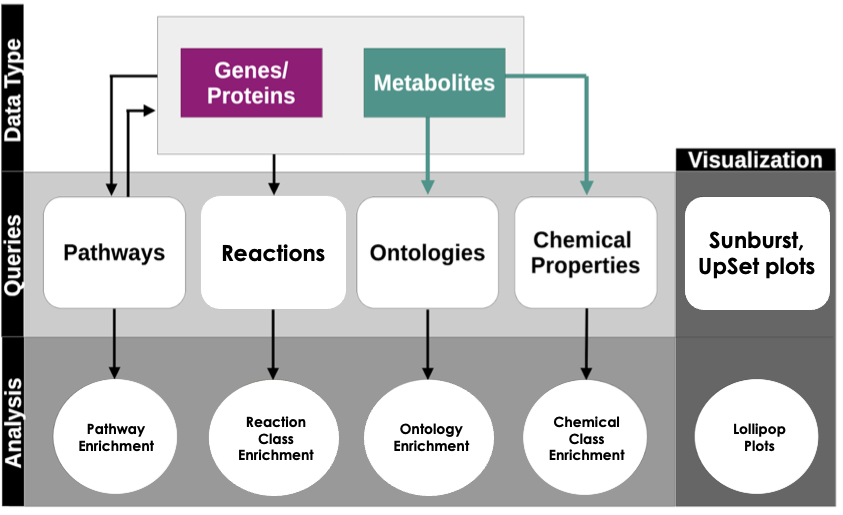 Data Type
Genes/
Proteins
Metabolites
Visualization
Queries
Pathways
Reactions
Ontologies
Chemical
Properties
Sunburst,
UpSet plots
Analysis
Pathway
Enrichment
Reaction
Class
Enrichment
Ontology
Enrichment
Chemical
Class
Enrichment
Lollipop
Plots